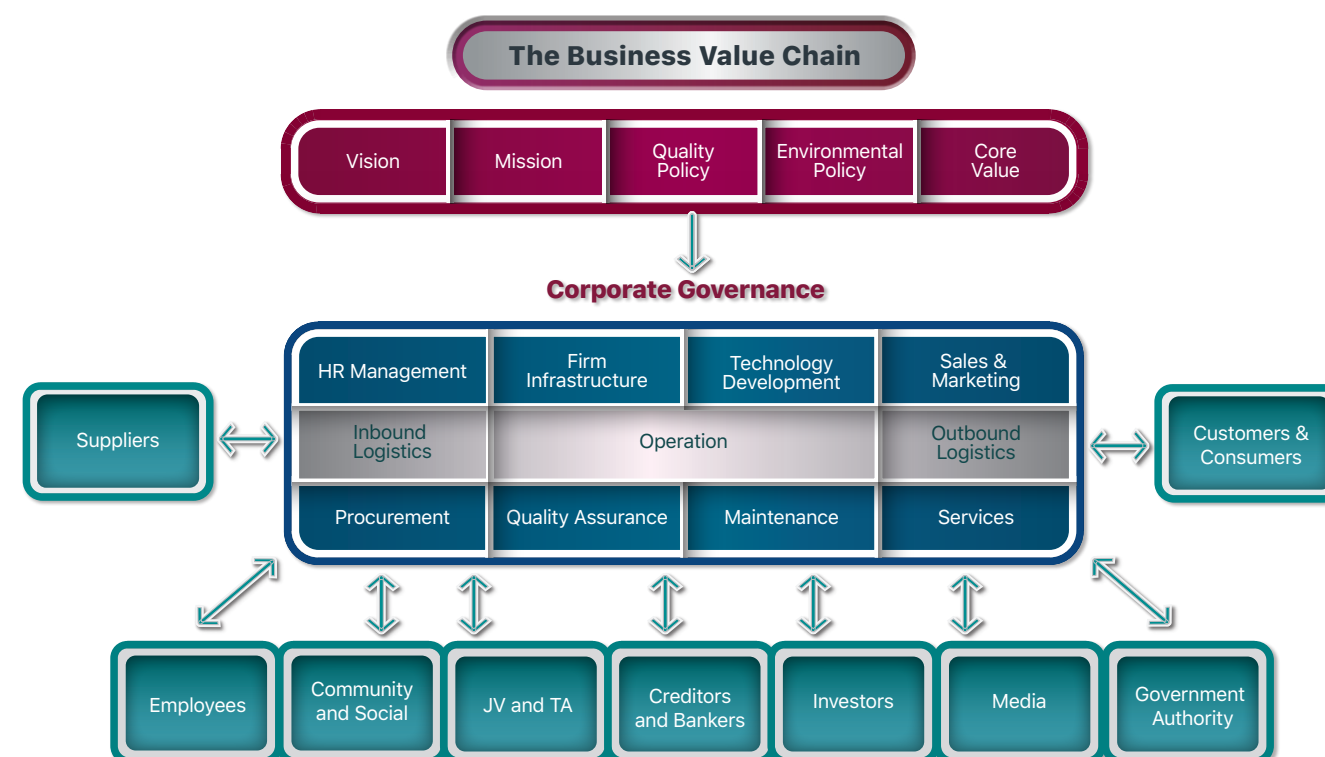 The Business Value Chain
Vision
Mission
Quality
Policy
Environmental
Policy
Core
Value
Corporate Governance
HR Management
Firm
Infrastructure
Technology
Development
Sales &
Marketing
Suppliers
Inbound
Logistics
Operation
Outbound
Logistics
Customers &
Consumers
Procurement
Quality Assurance
Maintenance
Services
Employees
Community
and Social
JV and TA
Creditors
and Bankers
Investors
Media
Government
Authority